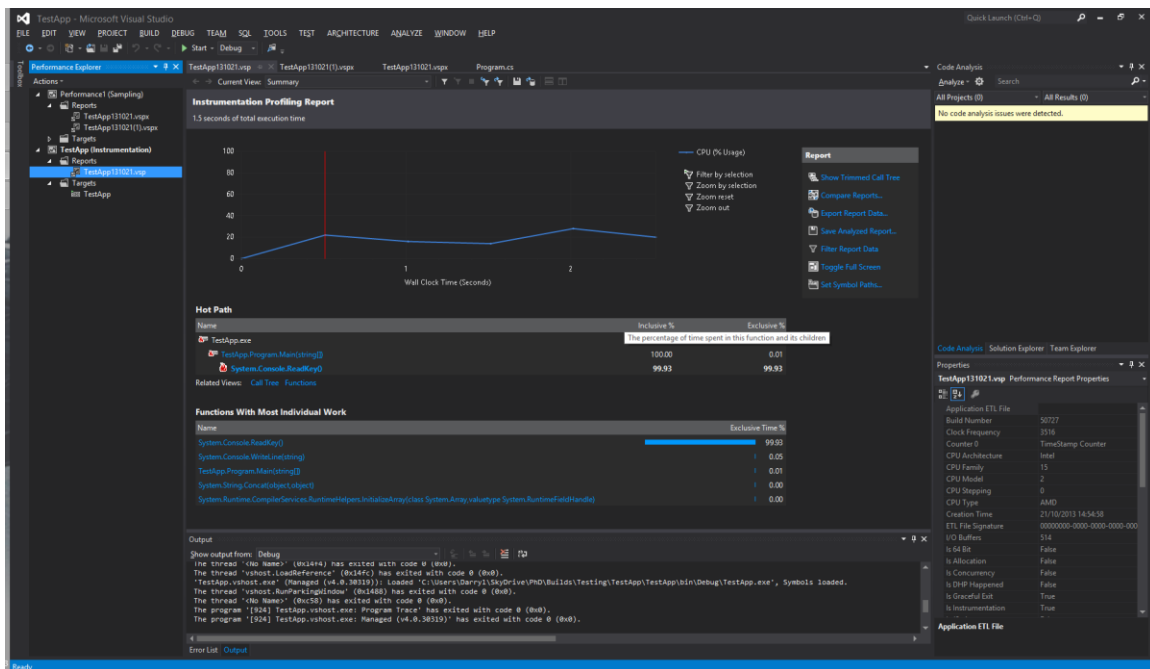 TestApp - Microsoft Visual Studio
Quick Launch (Ctrl+Q)
FILE EDIT VIEW PROJECT BUILD DEBUG TEAM SQL TOOLS TEST ARCHITECTURE ANALYZE WINDOW HELP
Start - Debug
Toolbox
Performance Explorer
Actions
Performance1 (Sampling)
Reports
TestApp131021.vspx
TestApp131021(1).vspx
Targets
TestApp (Instrumentation)
Reports
TestApp131021.vsp
Targets
TestApp
TestApp131021.vsp TestApp131021(1).vspx TestApp131021.vspx Program.cs
Current View: Summary
Instrumentation Profiling Report
1.5 seconds of total execution time
100
80
60
40
20
0
0 1 2
Wall Clock Time (Seconds)
CPU (% Usage)
Filter by selection
Zoom by selection
Zoom reset
Zoom out
Report
Show Trimmed Call Tree
Compare Reports...
Export Report Data...
Save Analyzed Report...
Filter Report Data
Toggle Full Screen
Set Symbol Paths...
Hot Path
Name Inclusive % Exclusive %
The percentage of time spent in this function and its children
TestApp.exe
TestApp.Program.Main(string[]) 100.00 0.01
System.Console.ReadKey() 99.93 99.93
Related Views: Call Tree Functions
Functions With Most Individual Work
Name Exclusive Time %
System.Console.ReadKey() 99.93
System.Console.WriteLine(string) 0.05
TestApp.Program.Main(string[]) 0.01
System.String.Concat(object,object) 0.00
System.Runtime.CompilerServices.RuntimeHelpers.InitializeArray(class System.Array,valuetype System.RuntimeFieldHandle) 0.00
Output
Show output from: Debug
The thread '<No Name>' (0x14f4) has exited with code 0 (0x0).
The thread 'vshost.LoadReference' (0x14fc) has exited with code 0 (0x0).
'TestApp.vshost.exe' (Managed (v4.0.30319)): Loaded 'C:\Users\Darryl\SkyDrive\PhD\Builds\Testing\TestApp\TestApp\bin\Debug\TestApp.exe', Symbols loaded.
The thread 'vshost.RunParkingWindow' (0x1488) has exited with code 0 (0x0).
The thread '<No Name>' (0xc58) has exited with code 0 (0x0).
The program '[924] TestApp.vshost.exe: Program Trace' has exited with code 0 (0x0).
The program '[924] TestApp.vshost.exe: Managed (v4.0.30319)' has exited with code 0 (0x0).
Error List Output
Ready
Code Analysis
Analyze Search
All Projects (0) All Results (0)
No code analysis issues were detected.
Code Analysis Solution Explorer Team Explorer
Properties
TestApp131021.vsp Performance Report Properties
Application ETL File
Build Number 50727
Clock Frequency 3516
Counter 0 TimeStamp Counter
CPU Architecture Intel
CPU Family 15
CPU Model 2
CPU Stepping 0
CPU Type AMD
Creation Time 21/10/2013 14:54:58
ETL File Signature 00000000-0000-0000-0000-000
I/O Buffers 514
Is 64 Bit False
Is Allocation False
Is Concurrency False
Is DHP Happened False
Is Graceful Exit True
Is Instrumentation True
Application ETL File